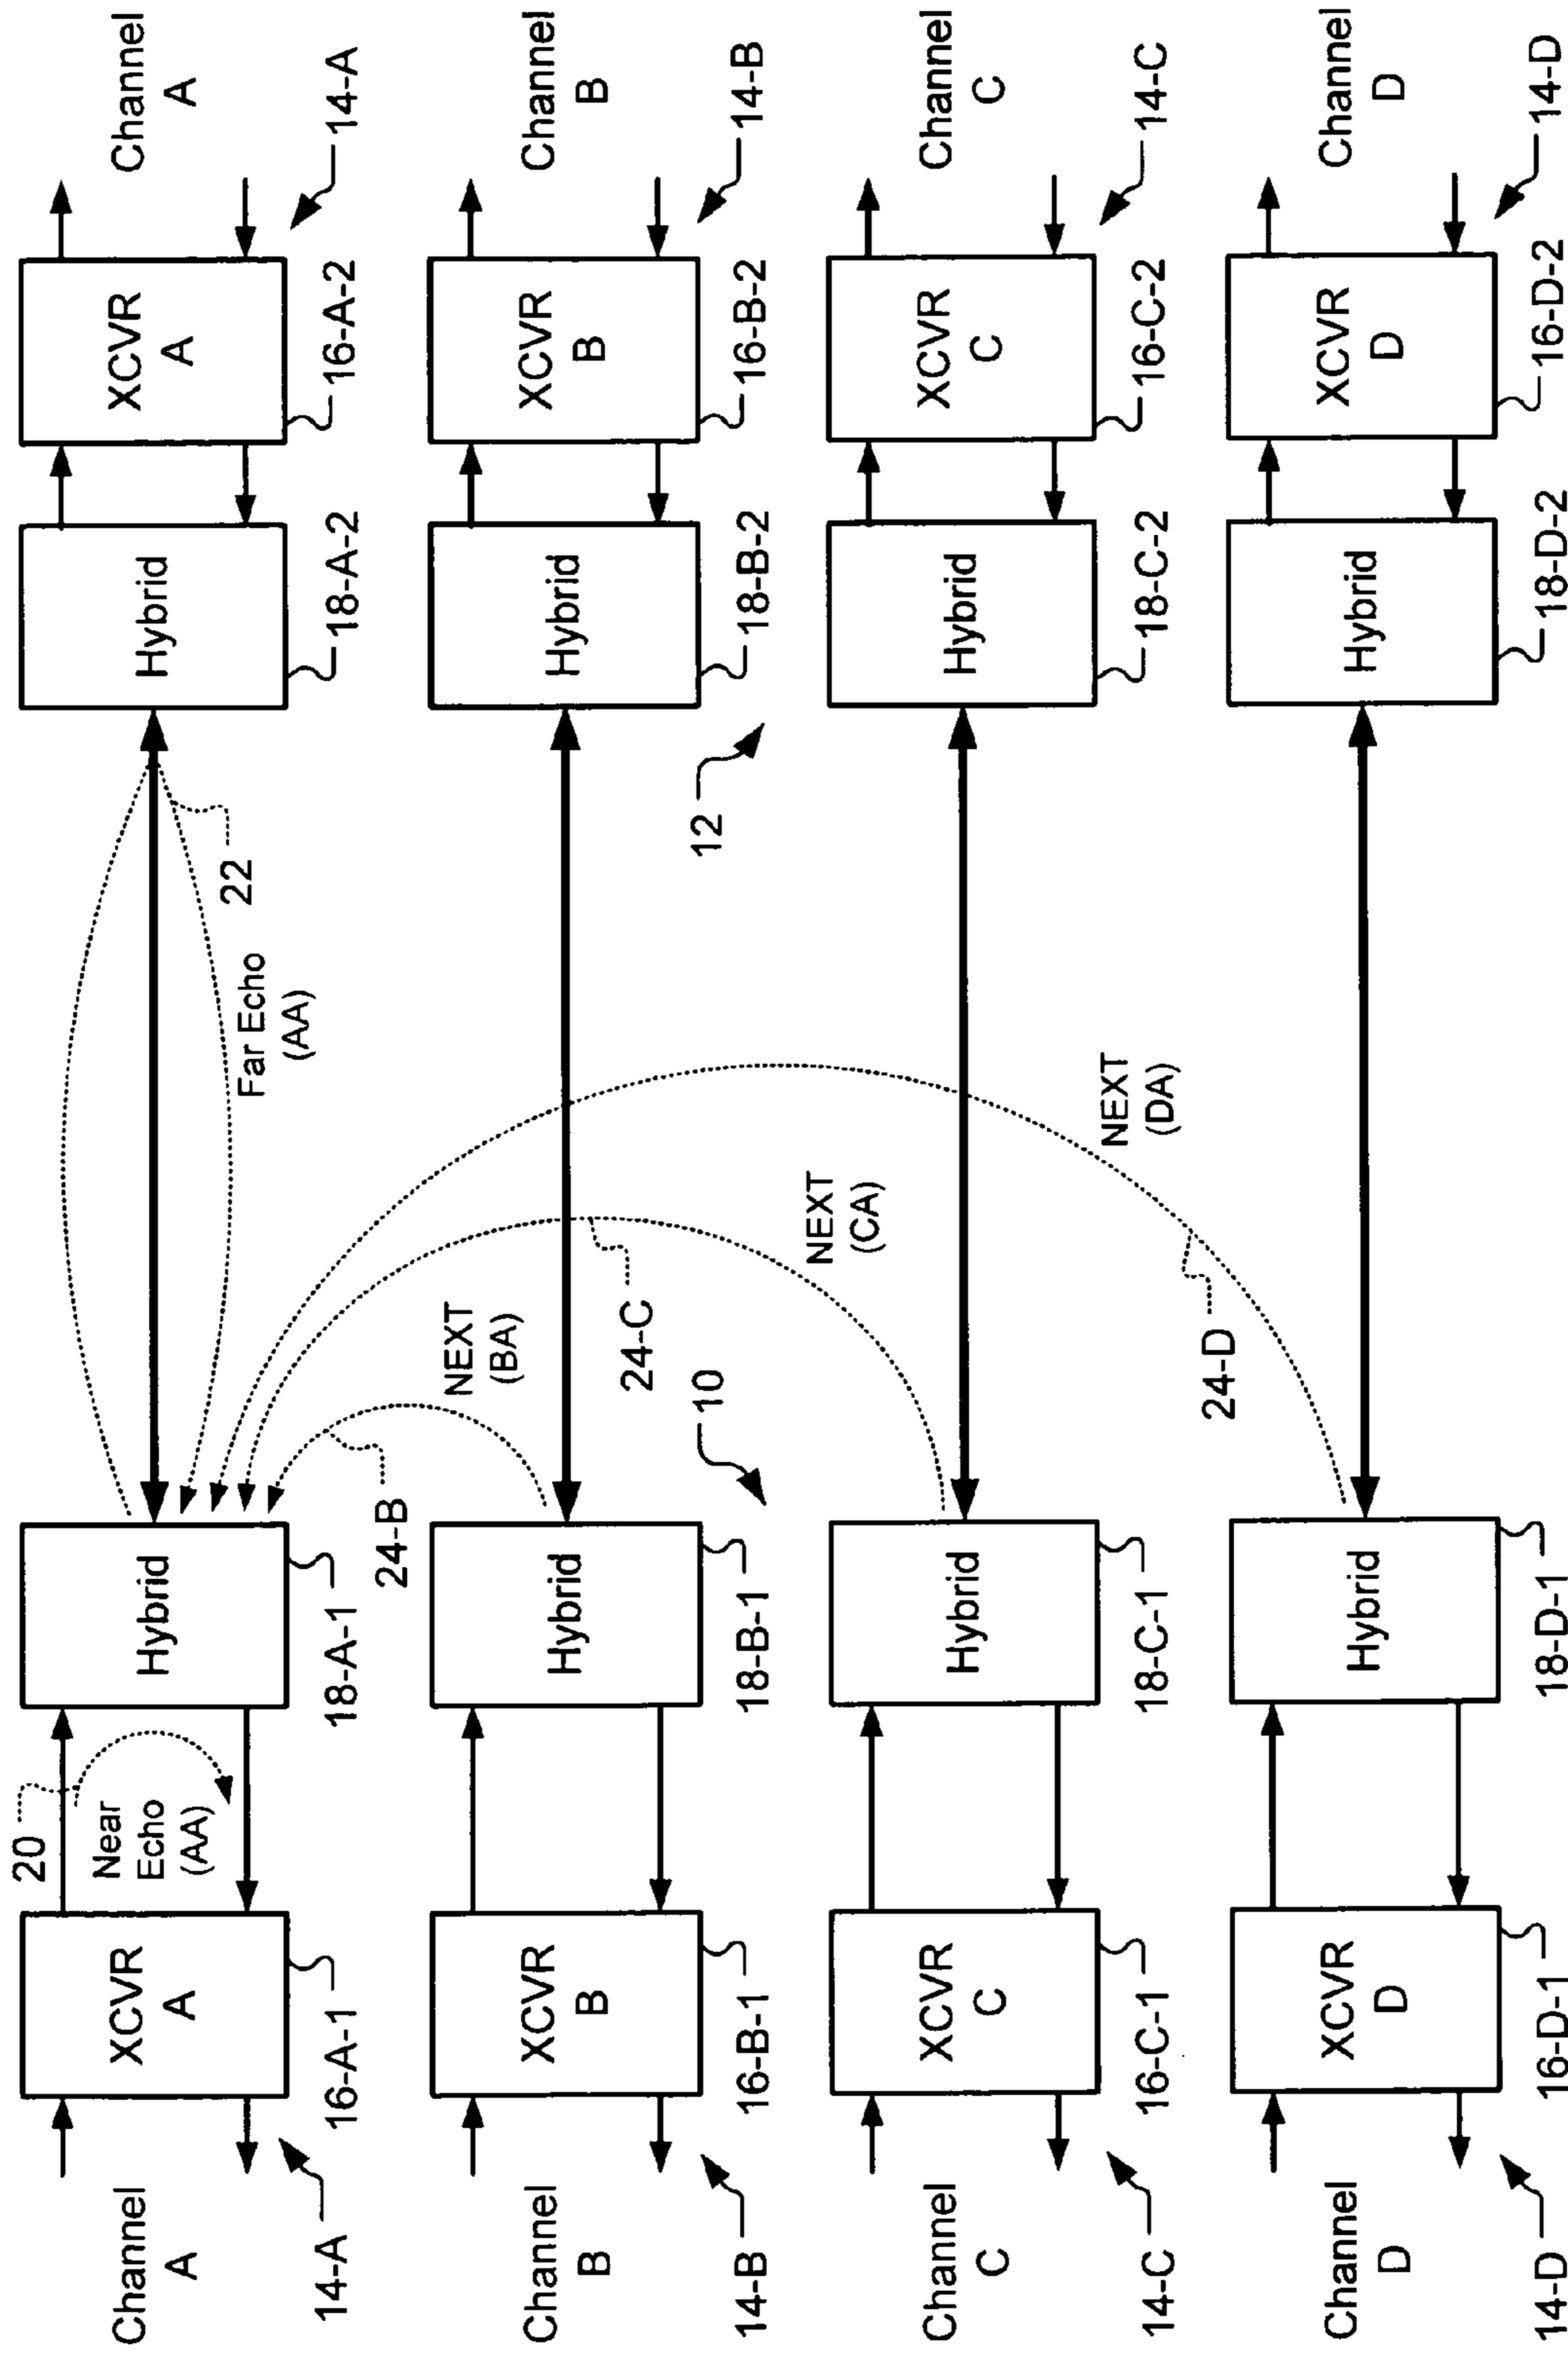 Channel
A
14-A
XCVR
A
16-A-1
20
Near
Echo
(AA)
Hybrid
18-A-1
Far Echo
(AA)
22
Hybrid
18-A-2
XCVR
A
16-A-2
Channel
A
14-A
Channel
B
14-B
XCVR
B
16-B-1
Hybrid
18-B-1
24-B
NEXT
(BA)
24-C
Hybrid
18-B-2
XCVR
B
16-B-2
Channel
B
14-B
10
12
Channel
C
14-C
XCVR
C
16-C-1
Hybrid
18-C-1
NEXT
(CA)
Hybrid
18-C-2
XCVR
C
16-C-2
Channel
C
14-C
Channel
D
14-D
XCVR
D
16-D-1
Hybrid
18-D-1
24-D
NEXT
(DA)
Hybrid
18-D-2
XCVR
D
16-D-2
Channel
D
14-D